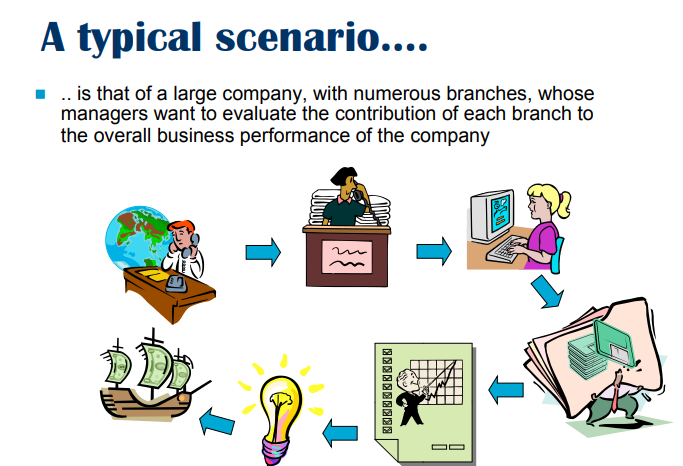 A typical scenario....
.. is that of a large company, with numerous branches, whose
managers want to evaluate the contribution of each branch to
the overall business performance of the company